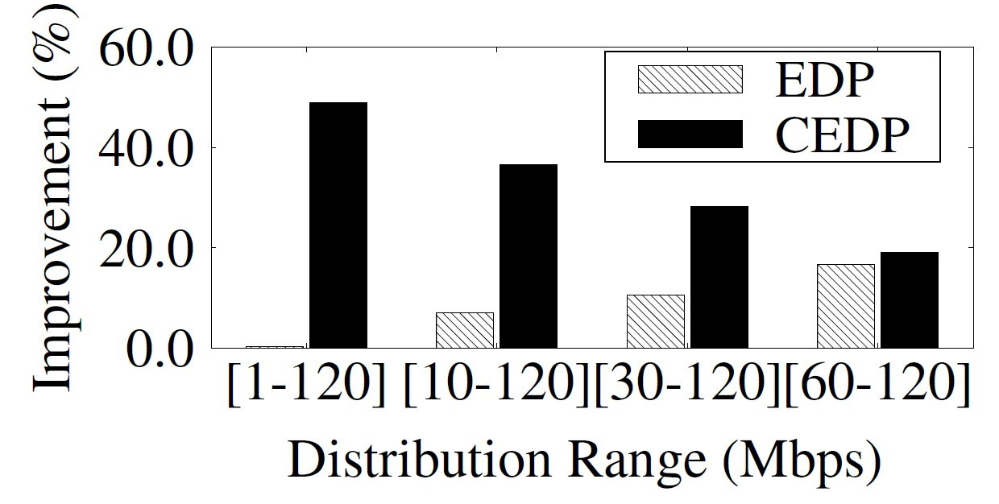 Improvement (%)
60.0
40.0
20.0
0.0
EDP
CEDP
[1-120] [10-120][30-120][60-120]
Distribution Range (Mbps)